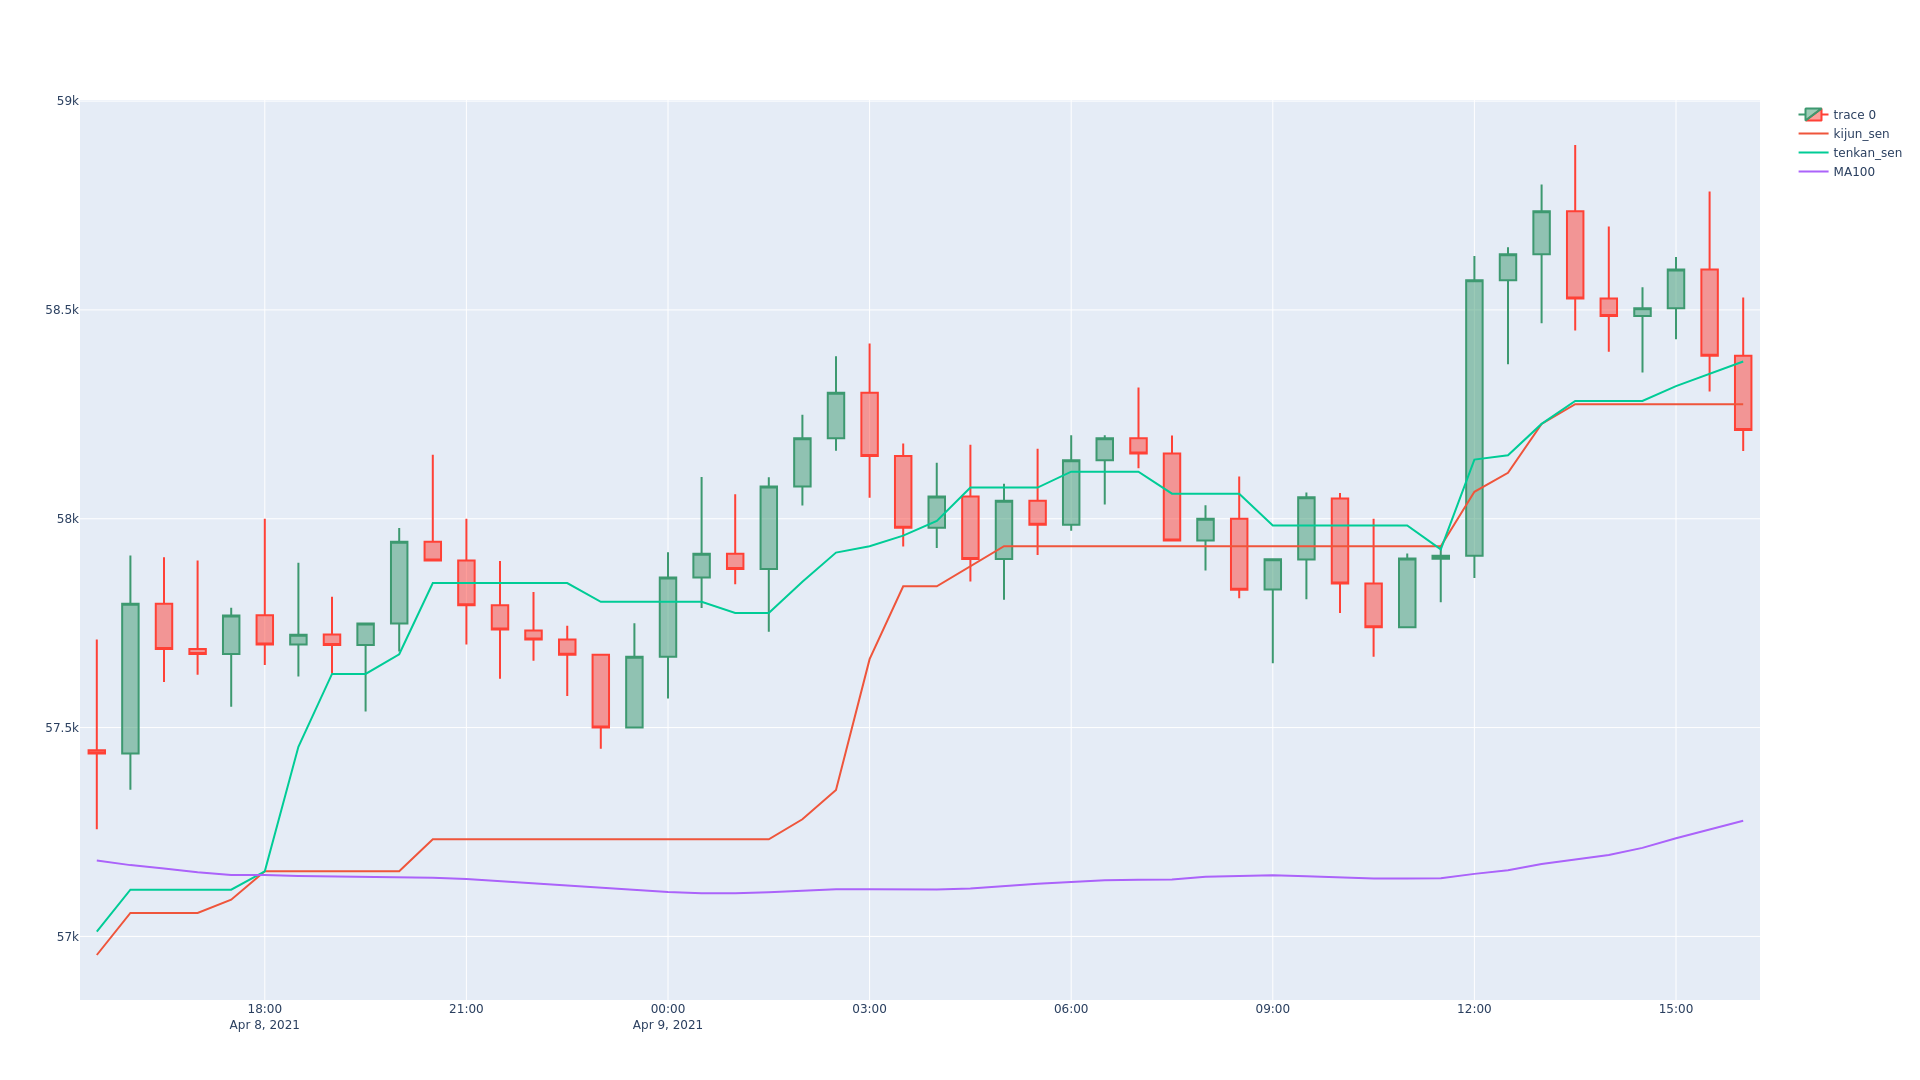 59k
58.5k
58k
57.5k
57k
18:00
Apr 8, 2021
21:00
00:00
Apr 9, 2021
03:00
06:00
09:00
12:00
15:00
trace 0
kijun_sen
tenkan_sen
MA100